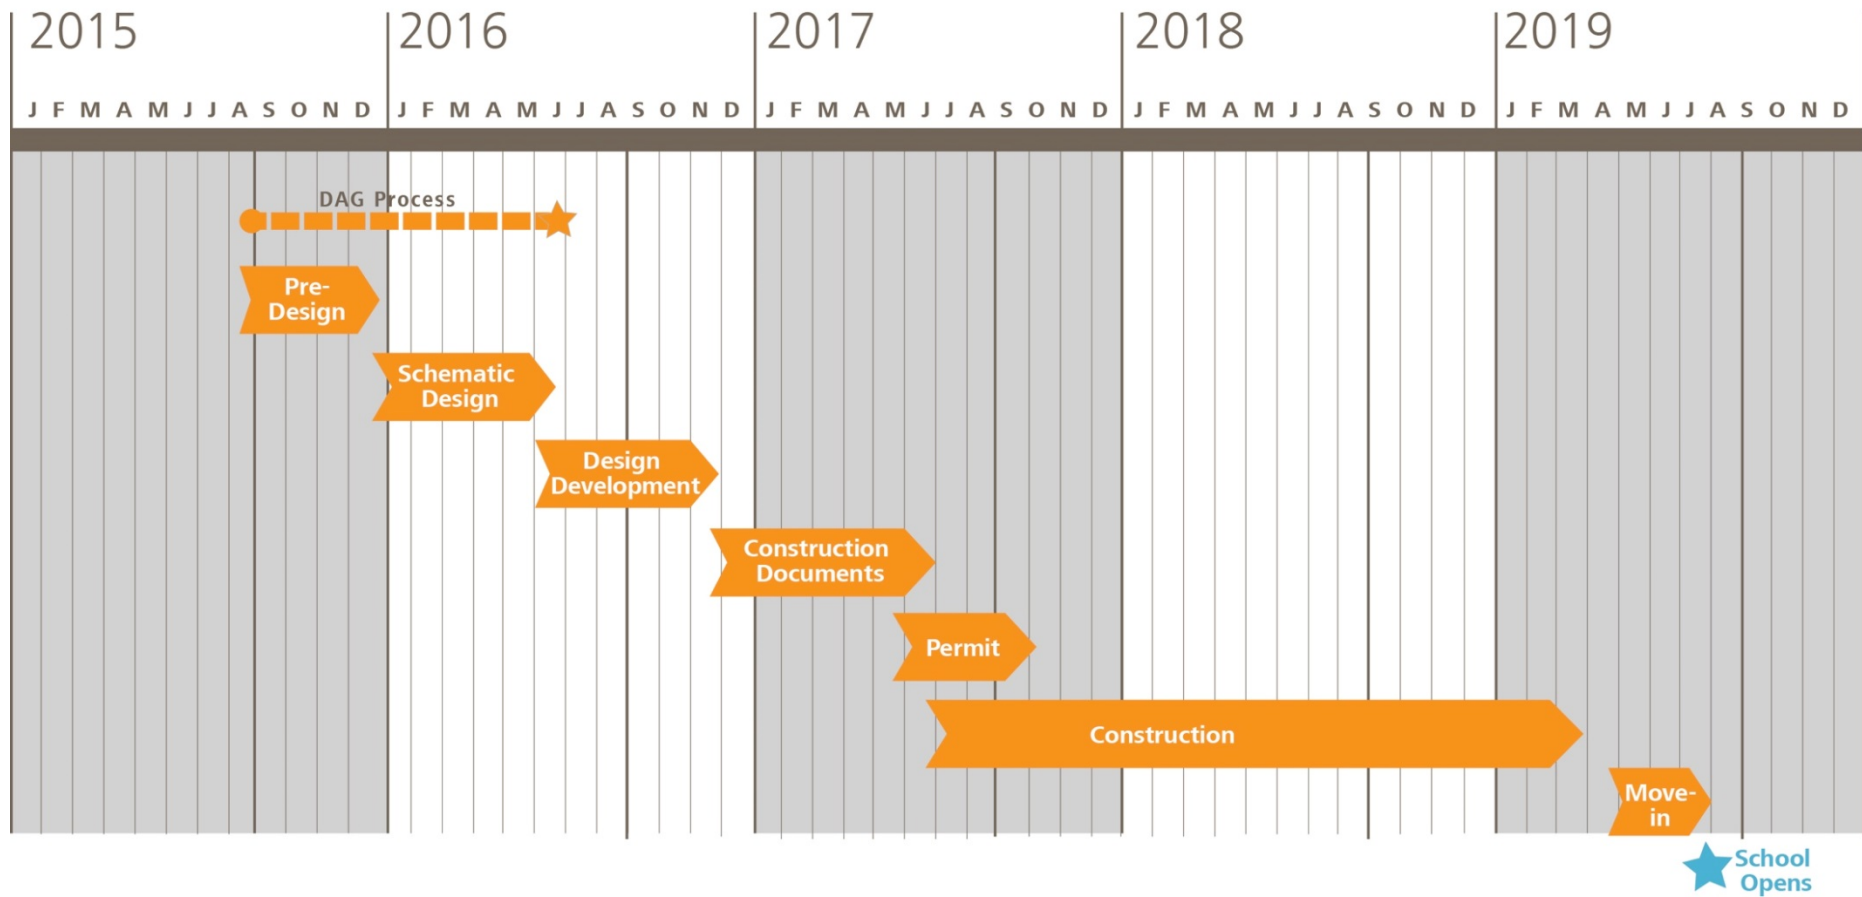 2015 2016 2017 2018 2019
J F M A M J J A S O N D J F M A M J J A S O N D J F M A M J J A S O N D J F M A M J J A S O N D J F M A M J J A S O N D
DAG Process
Pre-
Design
Schematic
Design
Design
Development
Construction
Documents
Permit
Construction
Move-
in
School
Opens